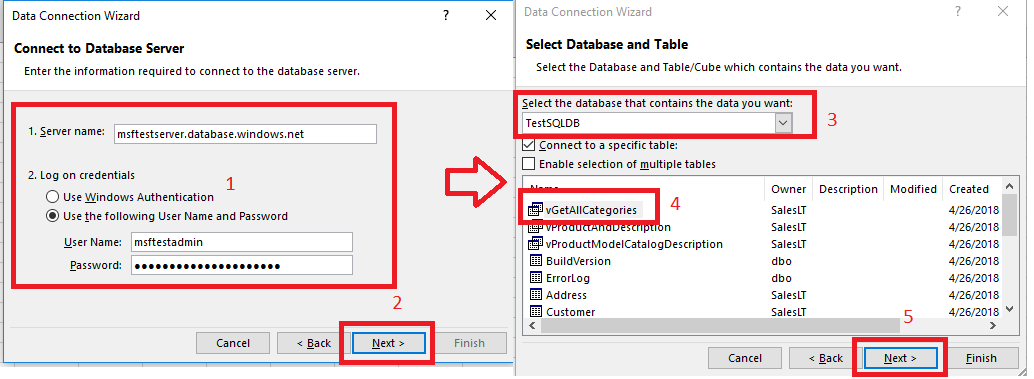 Data Connection Wizard
?
Connect to Database Server
Enter the information required to connect to the database server.
1. Server name:
msftestserver.database.windows.net
2. Log on credentials
1
Use Windows Authentication
Use the following User Name and Password
User Name:
msftestadmin
Password:
2
Cancel
< Back
Next >
Finish
Data Connection Wizard
?
Select Database and Table
Select the Database and Table/Cube which contains the data you want.
Select the database that contains the data you want:
TestSQLDB
3
Connect to a specific table:
Enable selection of multiple tables
Name Owner Description Modified Created
vGetAllCategories SalesLT 4/26/2018
4
vProductAndDescription SalesLT 4/26/2018
vProductModelCatalogDescription SalesLT 4/26/2018
BuildVersion dbo 4/26/2018
ErrorLog dbo 4/26/2018
Address SalesLT 4/26/2018
Customer SalesLT 4/26/2018
5
Cancel
< Back
Next >
Finish